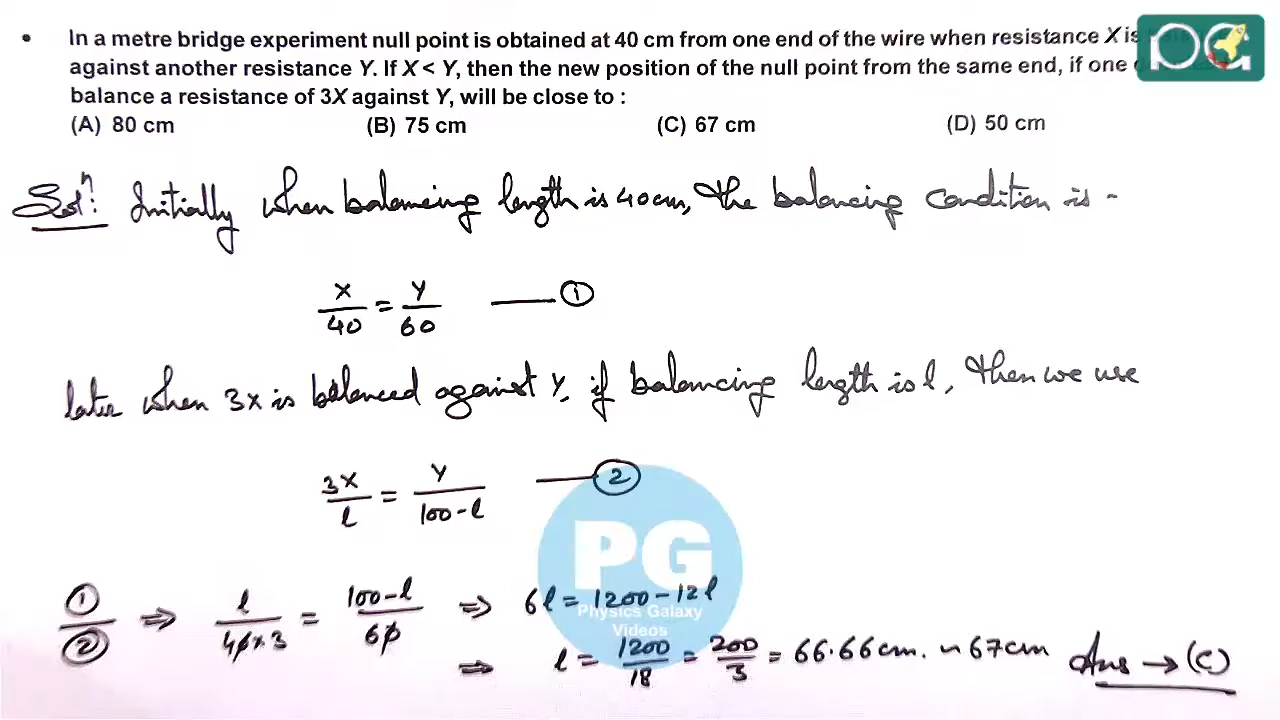 • In a metre bridge experiment null point is obtained at 40 cm from one end of the wire when resistance X is
against another resistance Y. If X < Y, then the new position of the null point from the same end, if one
balance a resistance of 3X against Y, will be close to :
(A) 80 cm (B) 75 cm (C) 67 cm (D) 50 cm
PG
Solⁿ: Initially when balancing length is 40cm, the balancing condition is -
X/40 = Y/60 —— ①
later when 3X is balanced against Y, if balancing length is l, then we use
3X/l = Y/(100-l) —— ②
PG
Physics Galaxy
Videos
①/② ⇒ l/(40×3) = (100-l)/60 ⇒ 6l = 1200-12l
⇒ l = 1200/18 = 200/3 = 66.66cm. ~ 67cm Ans → (C)